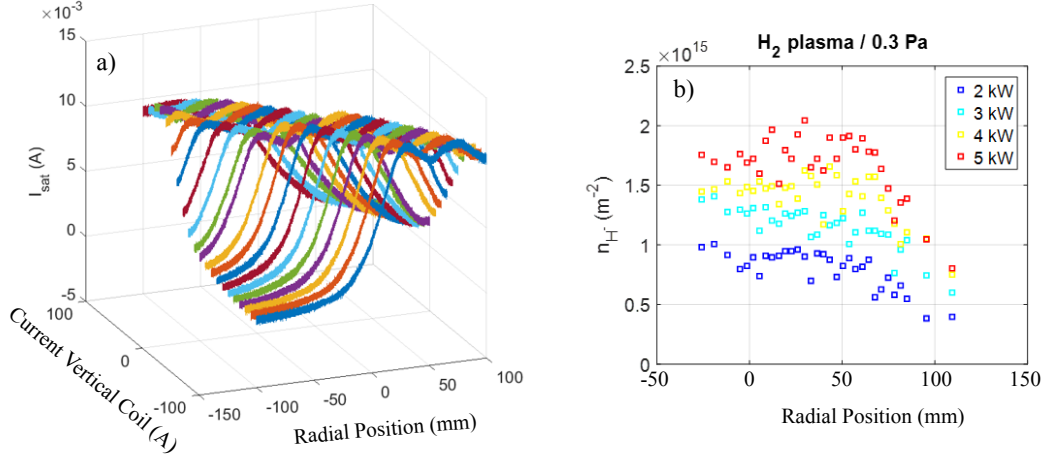 ×10⁻³
15
10
5
0
-5
a)
I_sat (A)
100
0
-100
Current Vertical Coil (A)
-150
-100
-50
0
50
100
Radial Position (mm)
H₂ plasma / 0.3 Pa
×10¹⁵
2.5
2
1.5
1
0.5
0
b)
n_H⁻ (m⁻²)
2 kW
3 kW
4 kW
5 kW
-50
0
50
100
150
Radial Position (mm)